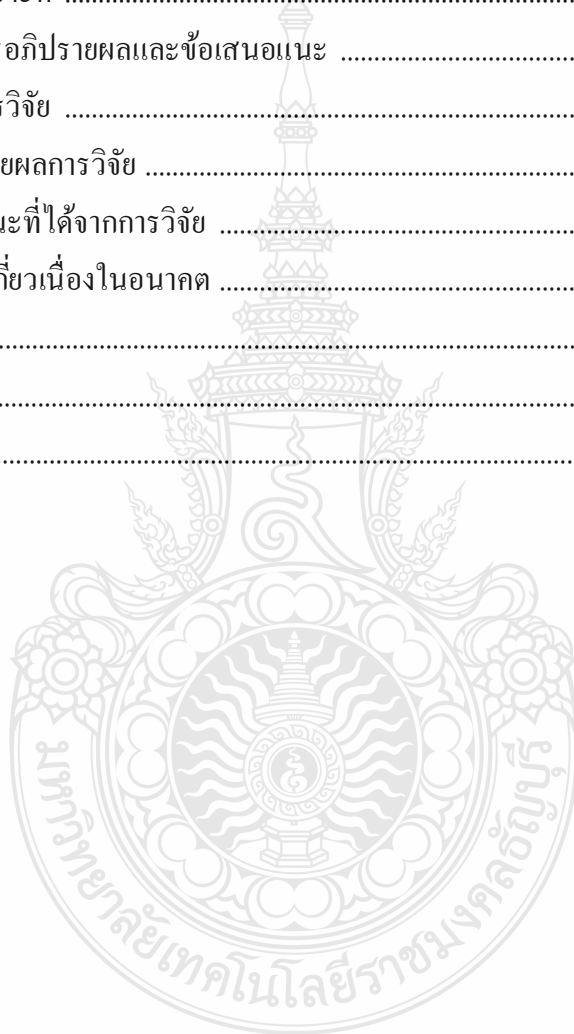 อภิปรายผลและข้อเสนอแนะ ........................................
รวิจัย ........................................
ยผลการวิจัย ........................................
นะที่ได้จากการวิจัย ........................................
กี่ยวเนื่องในอนาคต ........................................
........................................
........................................
........................................
มหาวิทยาลัยเทคโนโลยีราชมงคลธัญบุรี